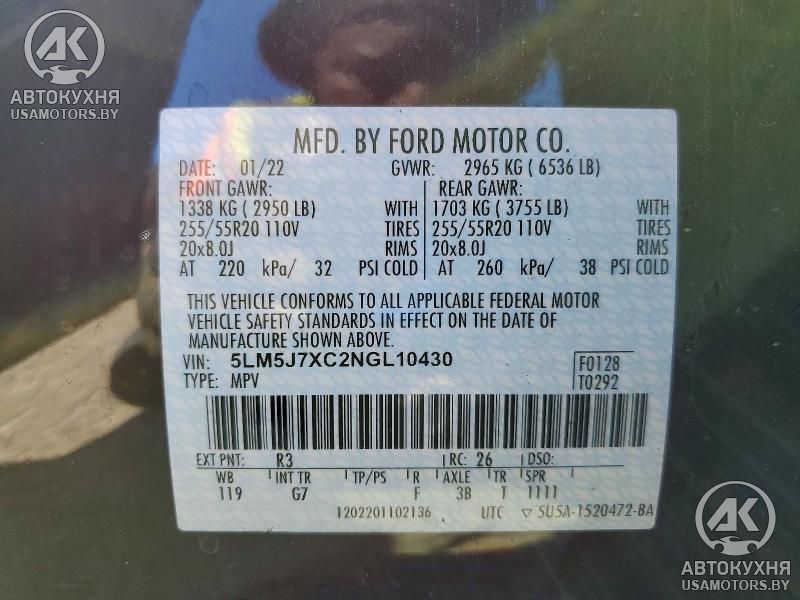 AK
АВТОКУХНЯ
USAMOTORS.BY
MFD. BY FORD MOTOR CO.
DATE: 01/22 GVWR: 2965 KG ( 6536 LB)
FRONT GAWR: REAR GAWR:
1338 KG ( 2950 LB) WITH 1703 KG ( 3755 LB) WITH
255/55R20 110V TIRES 255/55R20 110V TIRES
20x8.0J RIMS 20x8.0J RIMS
AT 220 kPa/ 32 PSI COLD AT 260 kPa/ 38 PSI COLD
THIS VEHICLE CONFORMS TO ALL APPLICABLE FEDERAL MOTOR
VEHICLE SAFETY STANDARDS IN EFFECT ON THE DATE OF
MANUFACTURE SHOWN ABOVE.
VIN: 5LM5J7XC2NGL10430 F0128
TYPE: MPV T0292
EXT PNT: R3 RC: 26 DSO:
WB INT TR TP/PS R AXLE TR SPR
119 G7 F 3B T 1111
1202201102136 UTC ▽ 5U5A-1520472-BA
AK
АВТОКУХНЯ
USAMOTORS.BY